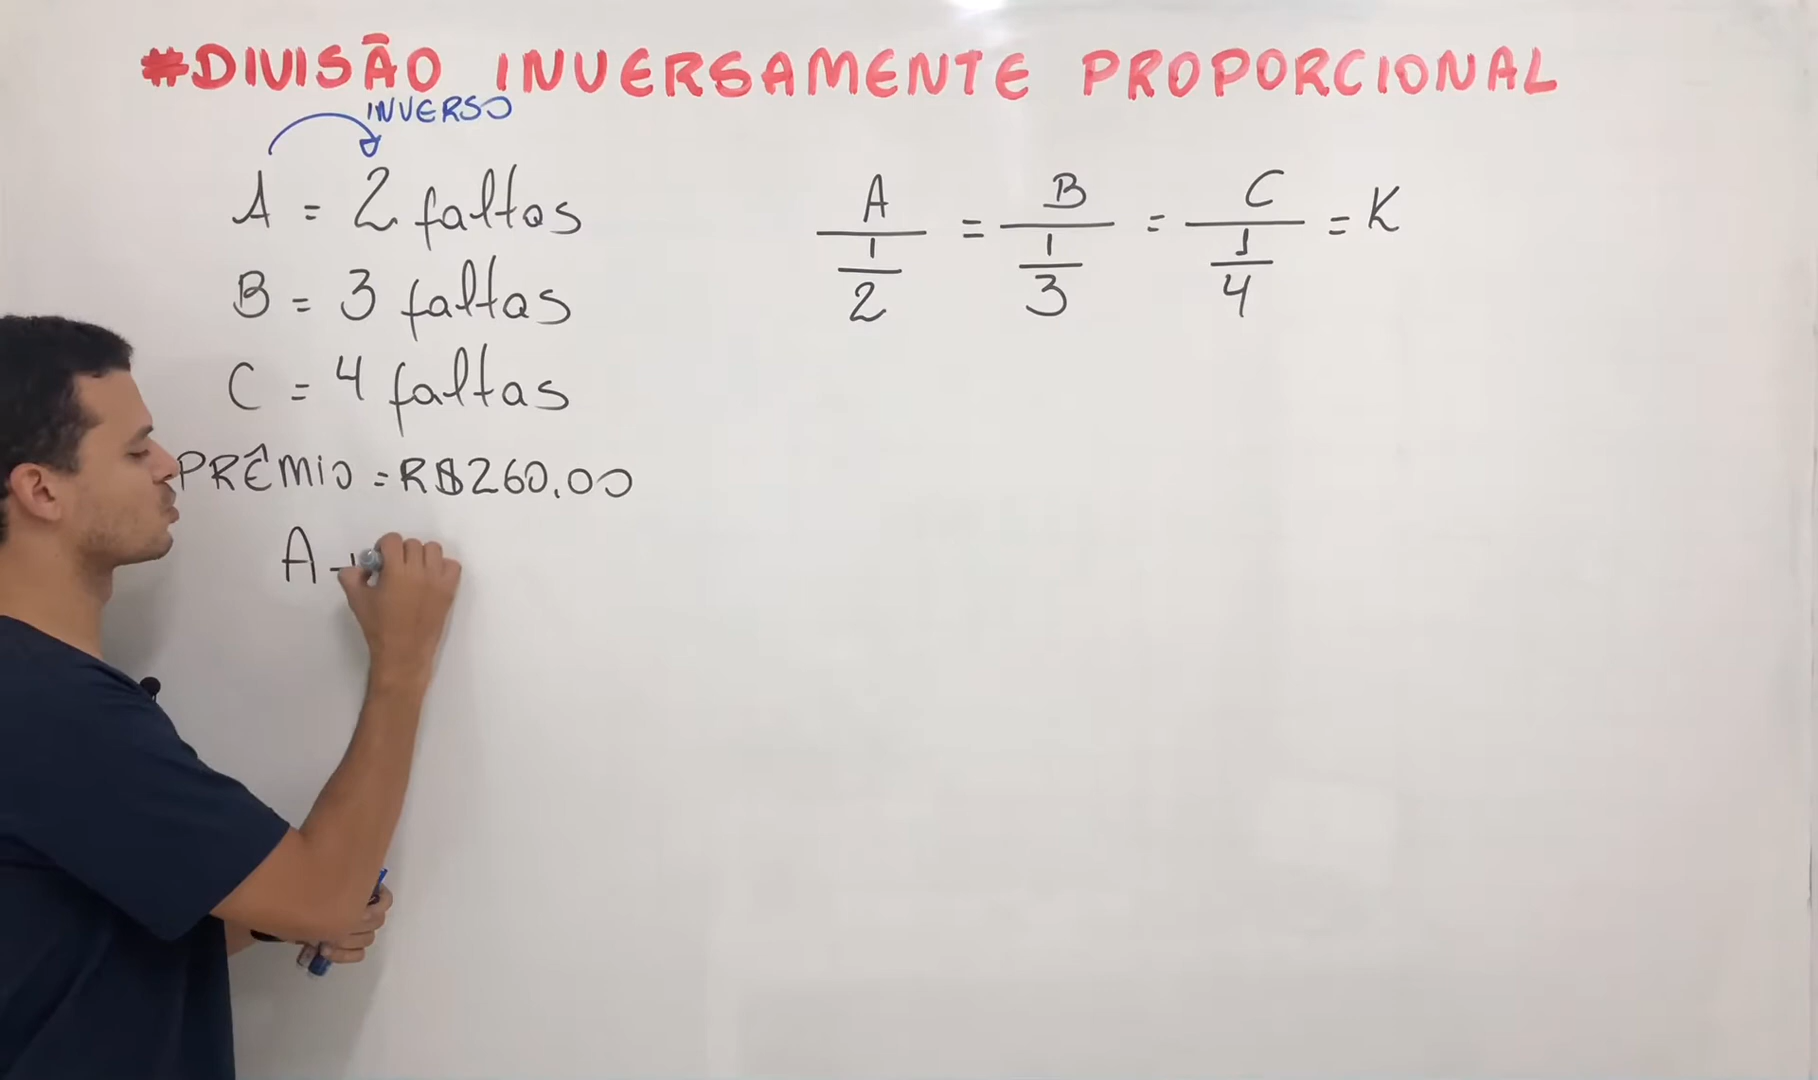 #DIVISÃO INVERSAMENTE PROPORCIONAL
INVERSO
A = 2 faltas
B = 3 faltas
C = 4 faltas
PRÊMIO = R$260,00
A +
A/(1/2) = B/(1/3) = C/(1/4) = K